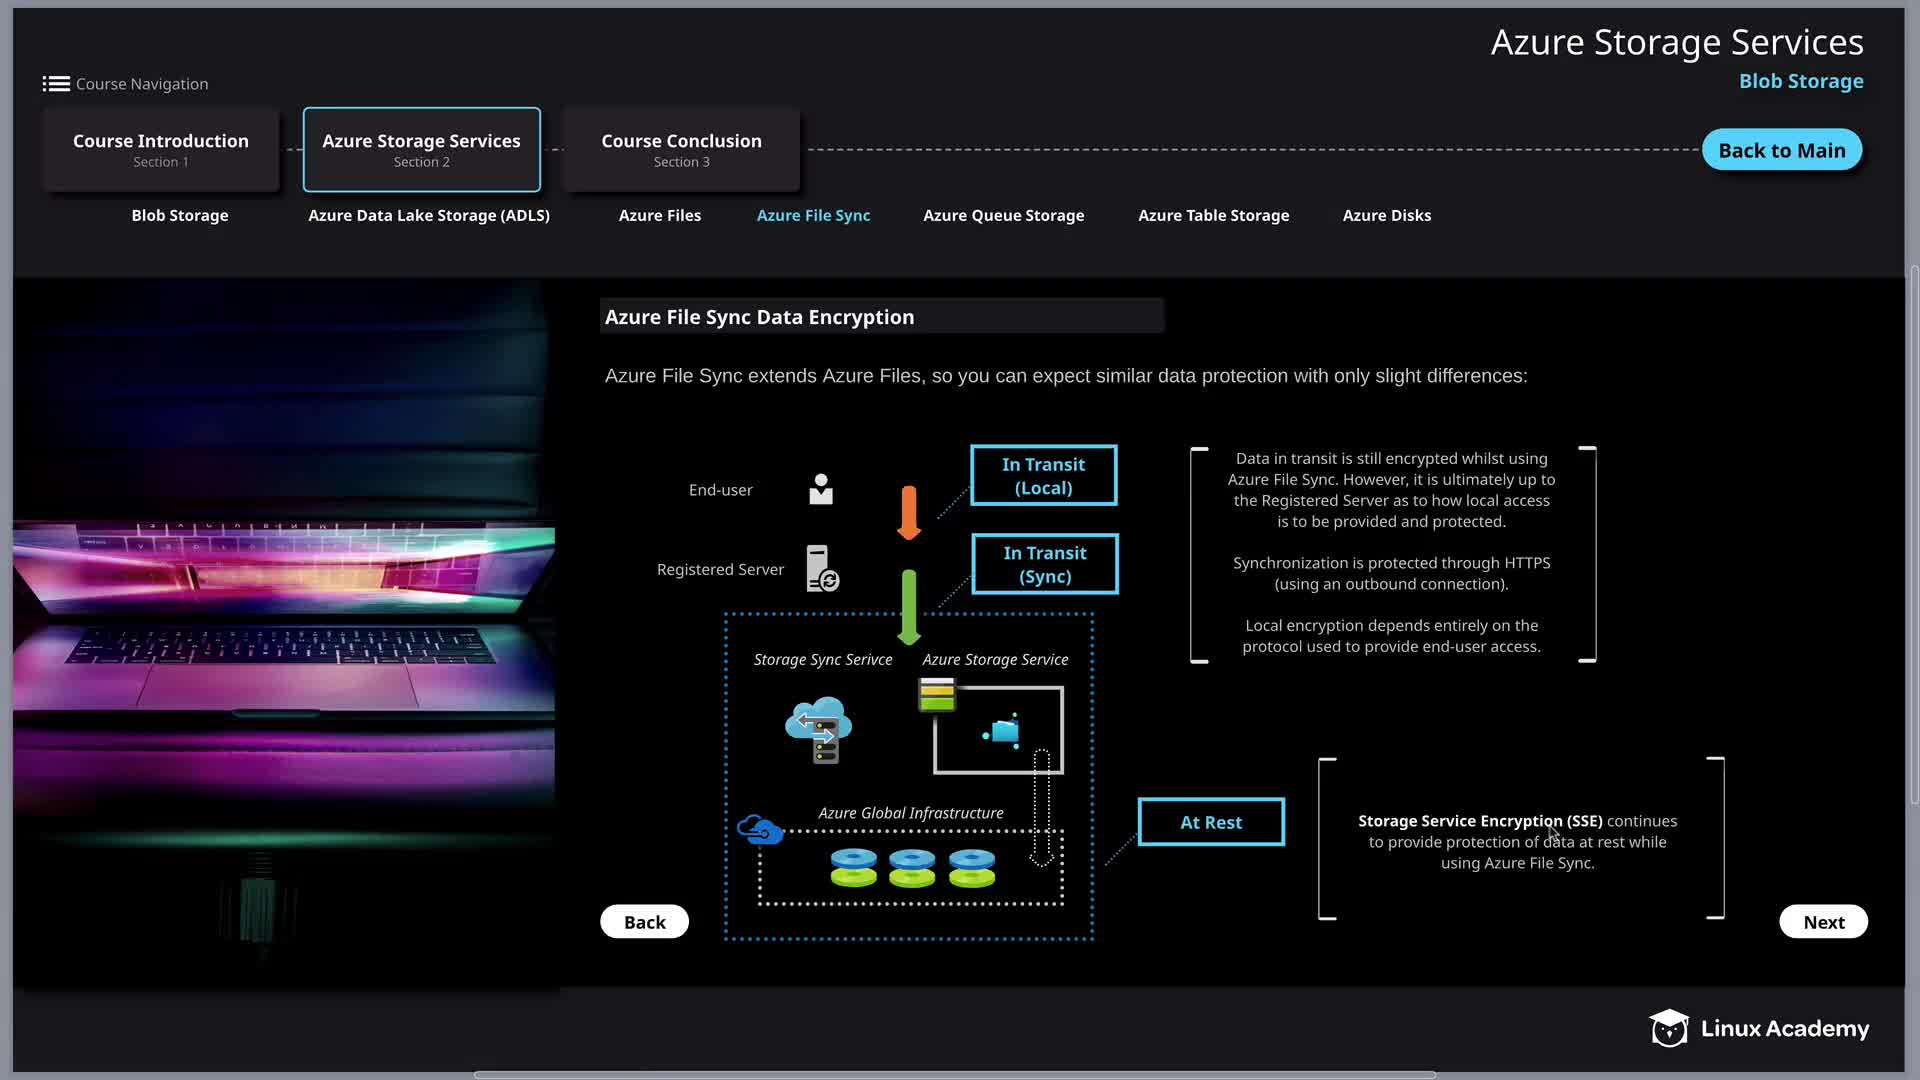 Azure Storage Services
Blob Storage
Course Navigation
Course Introduction
Section 1
Azure Storage Services
Section 2
Course Conclusion
Section 3
Back to Main
Blob Storage
Azure Data Lake Storage (ADLS)
Azure Files
Azure File Sync
Azure Queue Storage
Azure Table Storage
Azure Disks
Azure File Sync Data Encryption
Azure File Sync extends Azure Files, so you can expect similar data protection with only slight differences:
End-user
In Transit
(Local)
Registered Server
In Transit
(Sync)
Data in transit is still encrypted whilst using
Azure File Sync. However, it is ultimately up to
the Registered Server as to how local access
is to be provided and protected.
Synchronization is protected through HTTPS
(using an outbound connection).
Local encryption depends entirely on the
protocol used to provide end-user access.
Storage Sync Serivce
Azure Storage Service
Azure Global Infrastructure
At Rest
Storage Service Encryption (SSE) continues
to provide protection of data at rest while
using Azure File Sync.
Back
Next
Linux Academy